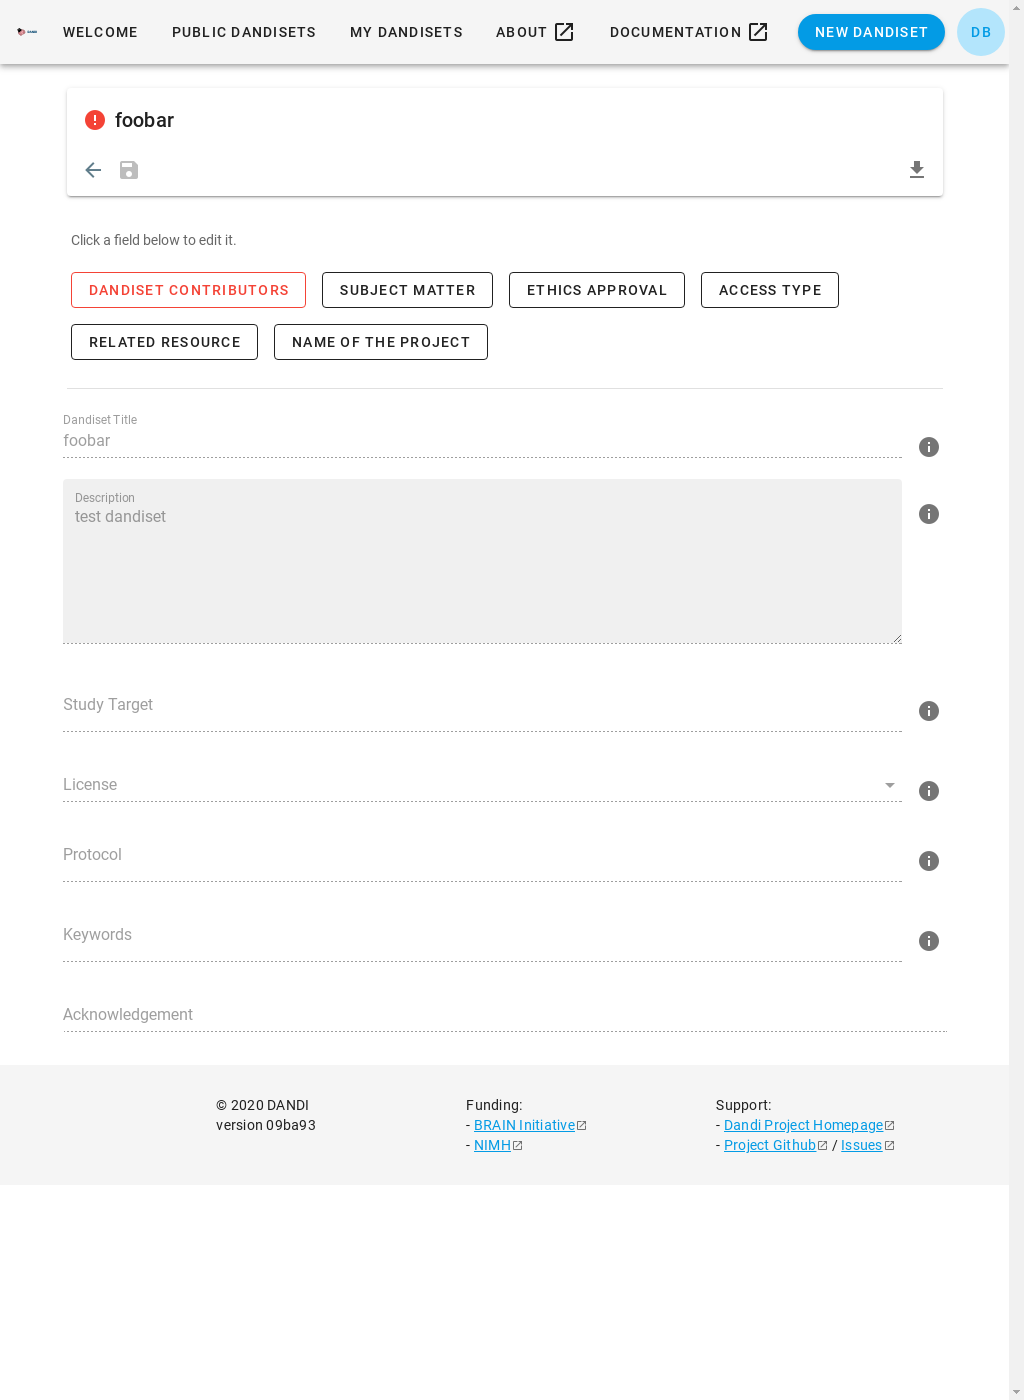 WELCOME PUBLIC DANDISETS MY DANDISETS ABOUT DOCUMENTATION NEW DANDISET DB
foobar
Click a field below to edit it.
DANDISET CONTRIBUTORS SUBJECT MATTER ETHICS APPROVAL ACCESS TYPE
RELATED RESOURCE NAME OF THE PROJECT
Dandiset Title
foobar
Description
test dandiset
Study Target
License
Protocol
Keywords
Acknowledgement
© 2020 DANDI
version 09ba93
Funding:
- BRAIN Initiative
- NIMH
Support:
- Dandi Project Homepage
- Project Github / Issues